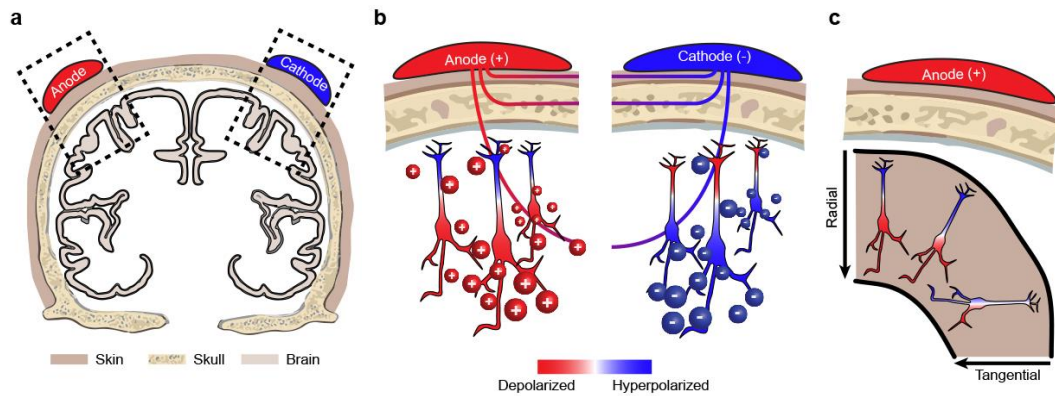 a
Anode
Cathode
Skin
Skull
Brain
b
Anode (+)
Cathode (-)
Depolarized
Hyperpolarized
c
Anode (+)
Radial
Tangential